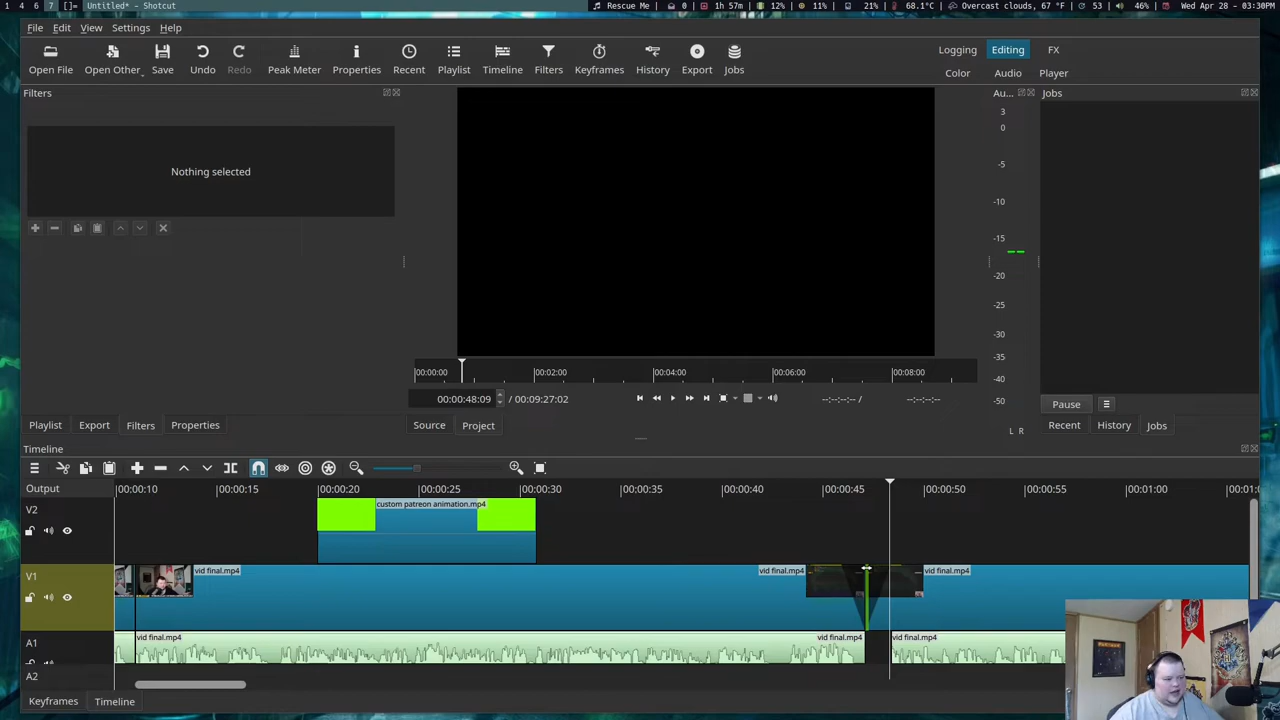 1 4 6 7 []= Untitled* - Shotcut Rescue Me 0 1h 57m 12% 11% 21% 68.1°C Overcast clouds, 67 °F 53 46% Wed Apr 28 - 03:30PM
File Edit View Settings Help
Open File Open Other Save Undo Redo Peak Meter Properties Recent Playlist Timeline Filters Keyframes History Export Jobs
Logging Editing FX
Color Audio Player
Filters
Au...
Jobs
Nothing selected
3
0
-5
-10
-15
-20
-25
-30
-35
-40
-50
L R
00:00:00 00:02:00 00:04:00 00:06:00 00:08:00
00:00:48:09 / 00:09:27:02 --:--:--:-- / --:--:--:--
Pause
Playlist Export Filters Properties
Source Project
Recent History Jobs
Timeline
Output 00:00:10 00:00:15 00:00:20 00:00:25 00:00:30 00:00:35 00:00:40 00:00:45 00:00:50 00:00:55 00:01:00 00:01:0
V2 custom patreon animation.mp4
V1 vid final.mp4 vid final.mp4 vid final.mp4
A1 vid final.mp4 vid final.mp4 vid final.mp4
A2
Keyframes Timeline